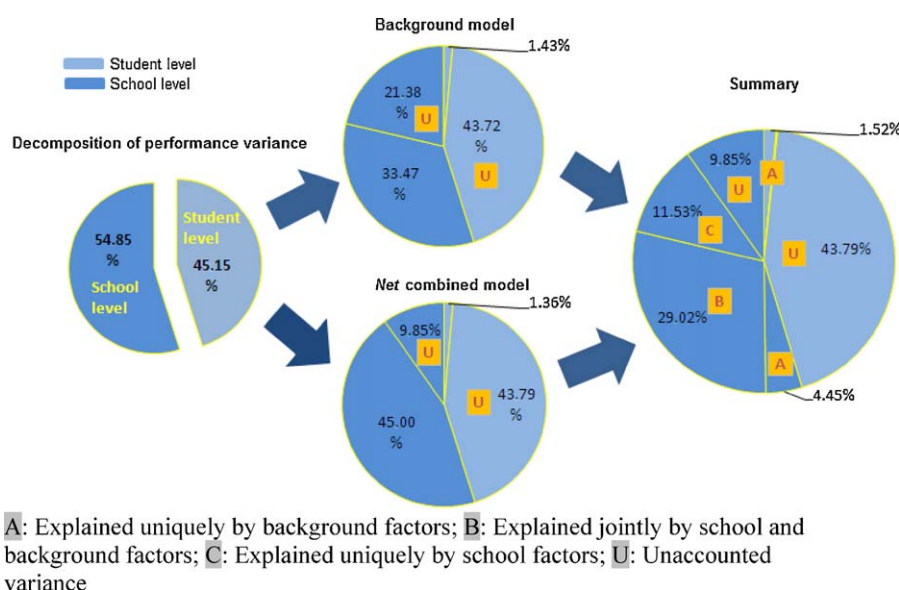 Background model
1.43%
Student level
School level
Summary
21.38
%
U
43.72
%
U
33.47
%
1.52%
Decomposition of performance variance
9.85%
A
U
11.53%
C
43.79%
U
B
29.02%
A
4.45%
Student
level
54.85
%
45.15
%
School
level
Net combined model
1.36%
9.85%
U
U
43.79
%
45.00
%
A: Explained uniquely by background factors; B: Explained jointly by school and
background factors; C: Explained uniquely by school factors; U: Unaccounted
variance